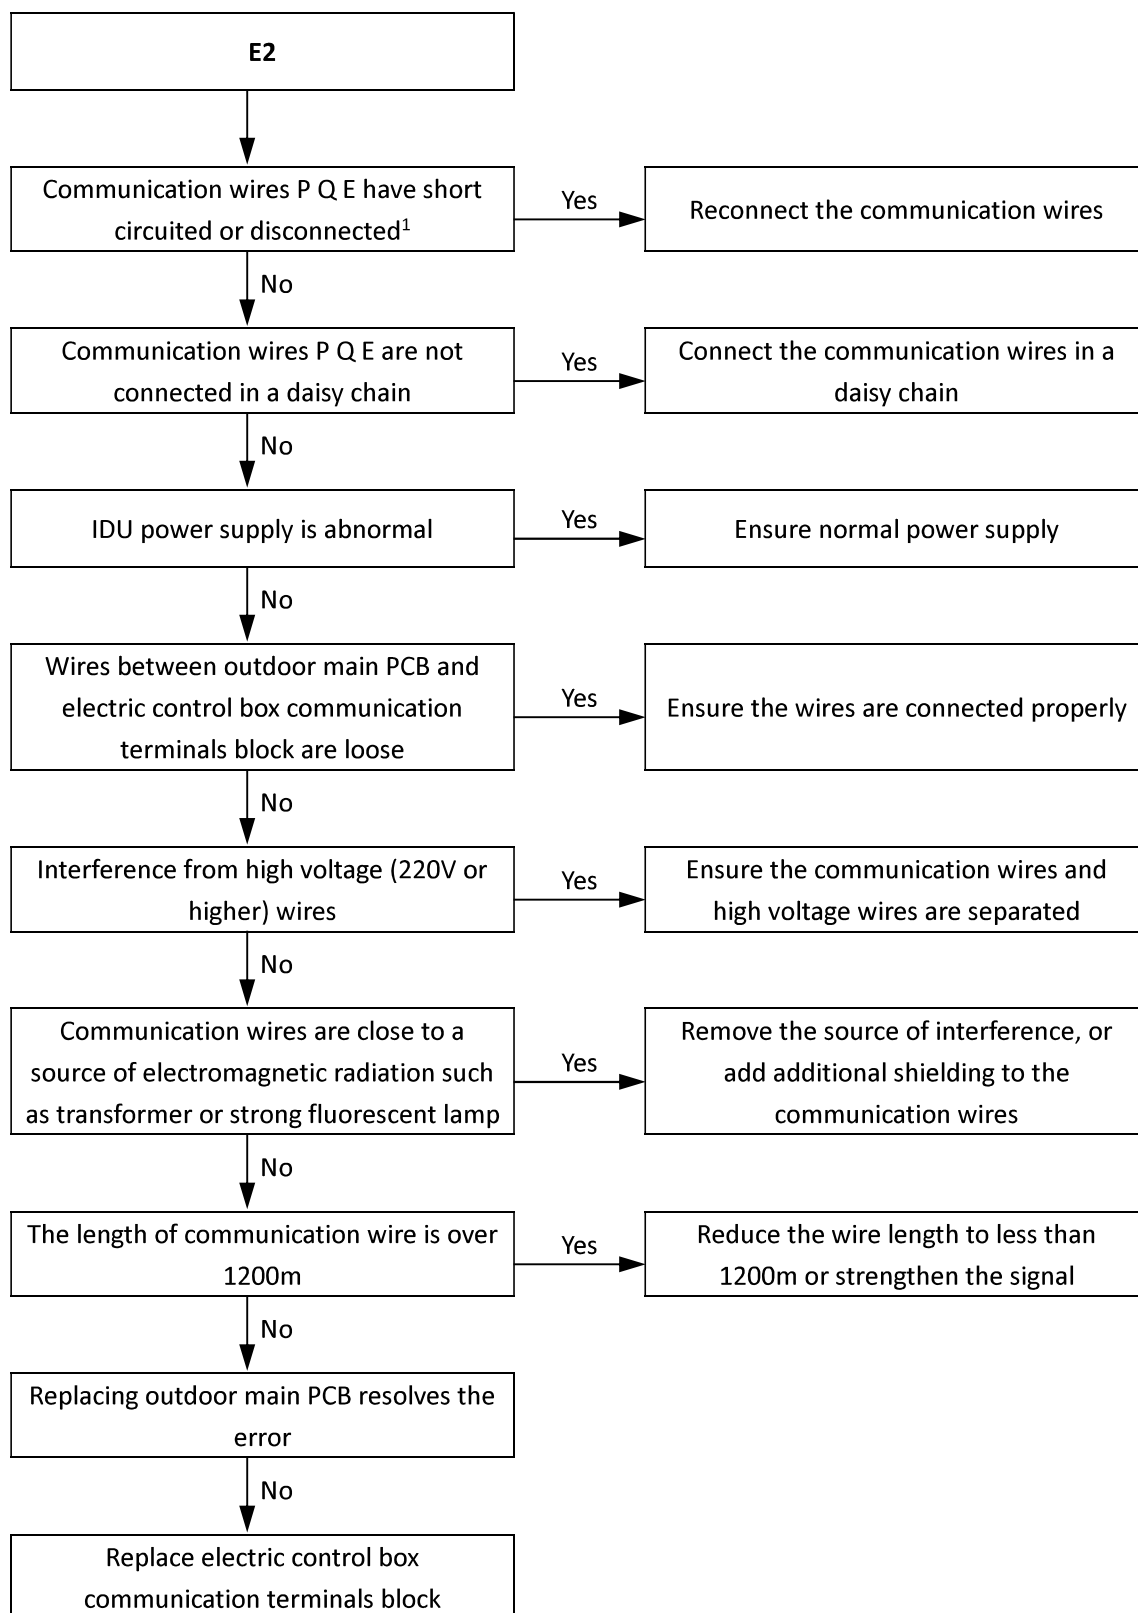 E2
Communication wires P Q E have short
circuited or disconnected1
Yes
Reconnect the communication wires
No
Communication wires P Q E are not
connected in a daisy chain
Yes
Connect the communication wires in a
daisy chain
No
IDU power supply is abnormal
Yes
Ensure normal power supply
No
Wires between outdoor main PCB and
electric control box communication
terminals block are loose
Yes
Ensure the wires are connected properly
No
Interference from high voltage (220V or
higher) wires
Yes
Ensure the communication wires and
high voltage wires are separated
No
Communication wires are close to a
source of electromagnetic radiation such
as transformer or strong fluorescent lamp
Yes
Remove the source of interference, or
add additional shielding to the
communication wires
No
The length of communication wire is over
1200m
Yes
Reduce the wire length to less than
1200m or strengthen the signal
No
Replacing outdoor main PCB resolves the
error
No
Replace electric control box
communication terminals block